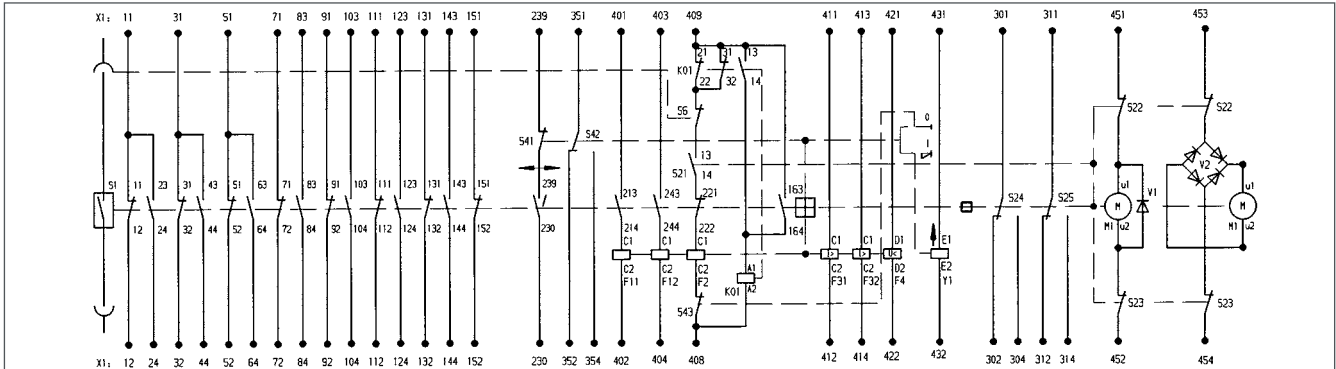 X1: 11 31 51 71 83 91 103 111 123 131 143 151 239 351 401 403 409 411 413 421 431 301 311 451 453
21 31 13
K01
22 32 14
S5 S22 S22
0
S41 S42 V2
13
S21 14
S1 11 23 31 43 51 63 71 83 91 103 111 123 131 143 151 239 213 243 221 163 S24 S25 u1 V1 u1
M M
12 24 32 44 52 64 72 84 92 104 112 124 132 144 152 230 214 244 222 164 M1 u2 M1 u2
C1 C1 C1 C1 C1 D1 E1
I> I> U<
C2 C2 C2 A1 C2 C2 D2 E2
F11 F12 F2 K01 A2 F31 F32 F4 Y1
S43 S23 S23
X1: 12 24 32 44 52 64 72 84 92 104 112 124 132 144 152 230 352 354 402 404 408 412 414 422 432 302 304 312 314 452 454